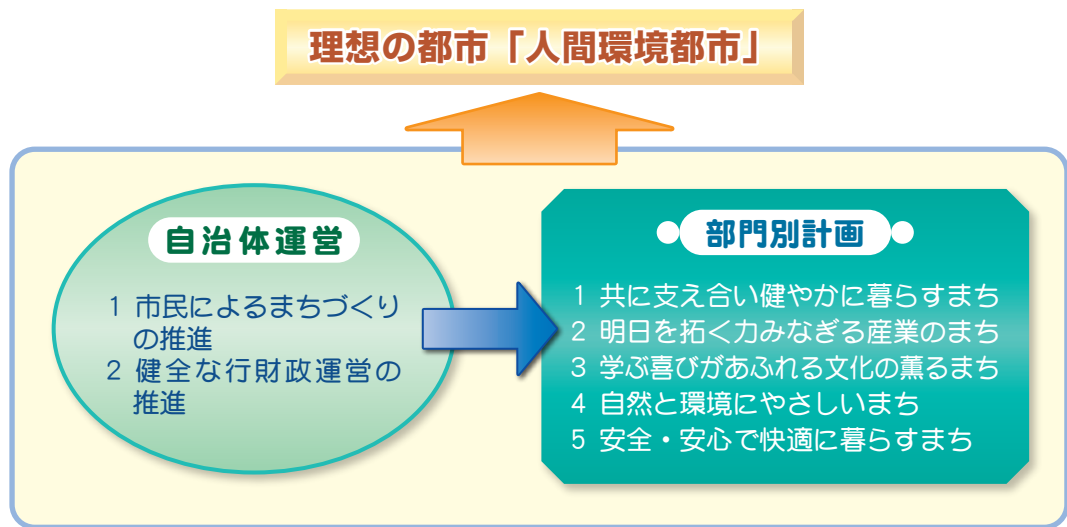 理想の都市「人間環境都市」
自治体運営
1 市民によるまちづくり
の推進
2 健全な行財政運営の
推進
部門別計画
1 共に支え合い健やかに暮らすまち
2 明日を拓く力みなぎる産業のまち
3 学ぶ喜びがあふれる文化の薫るまち
4 自然と環境にやさしいまち
5 安全・安心で快適に暮らすまち